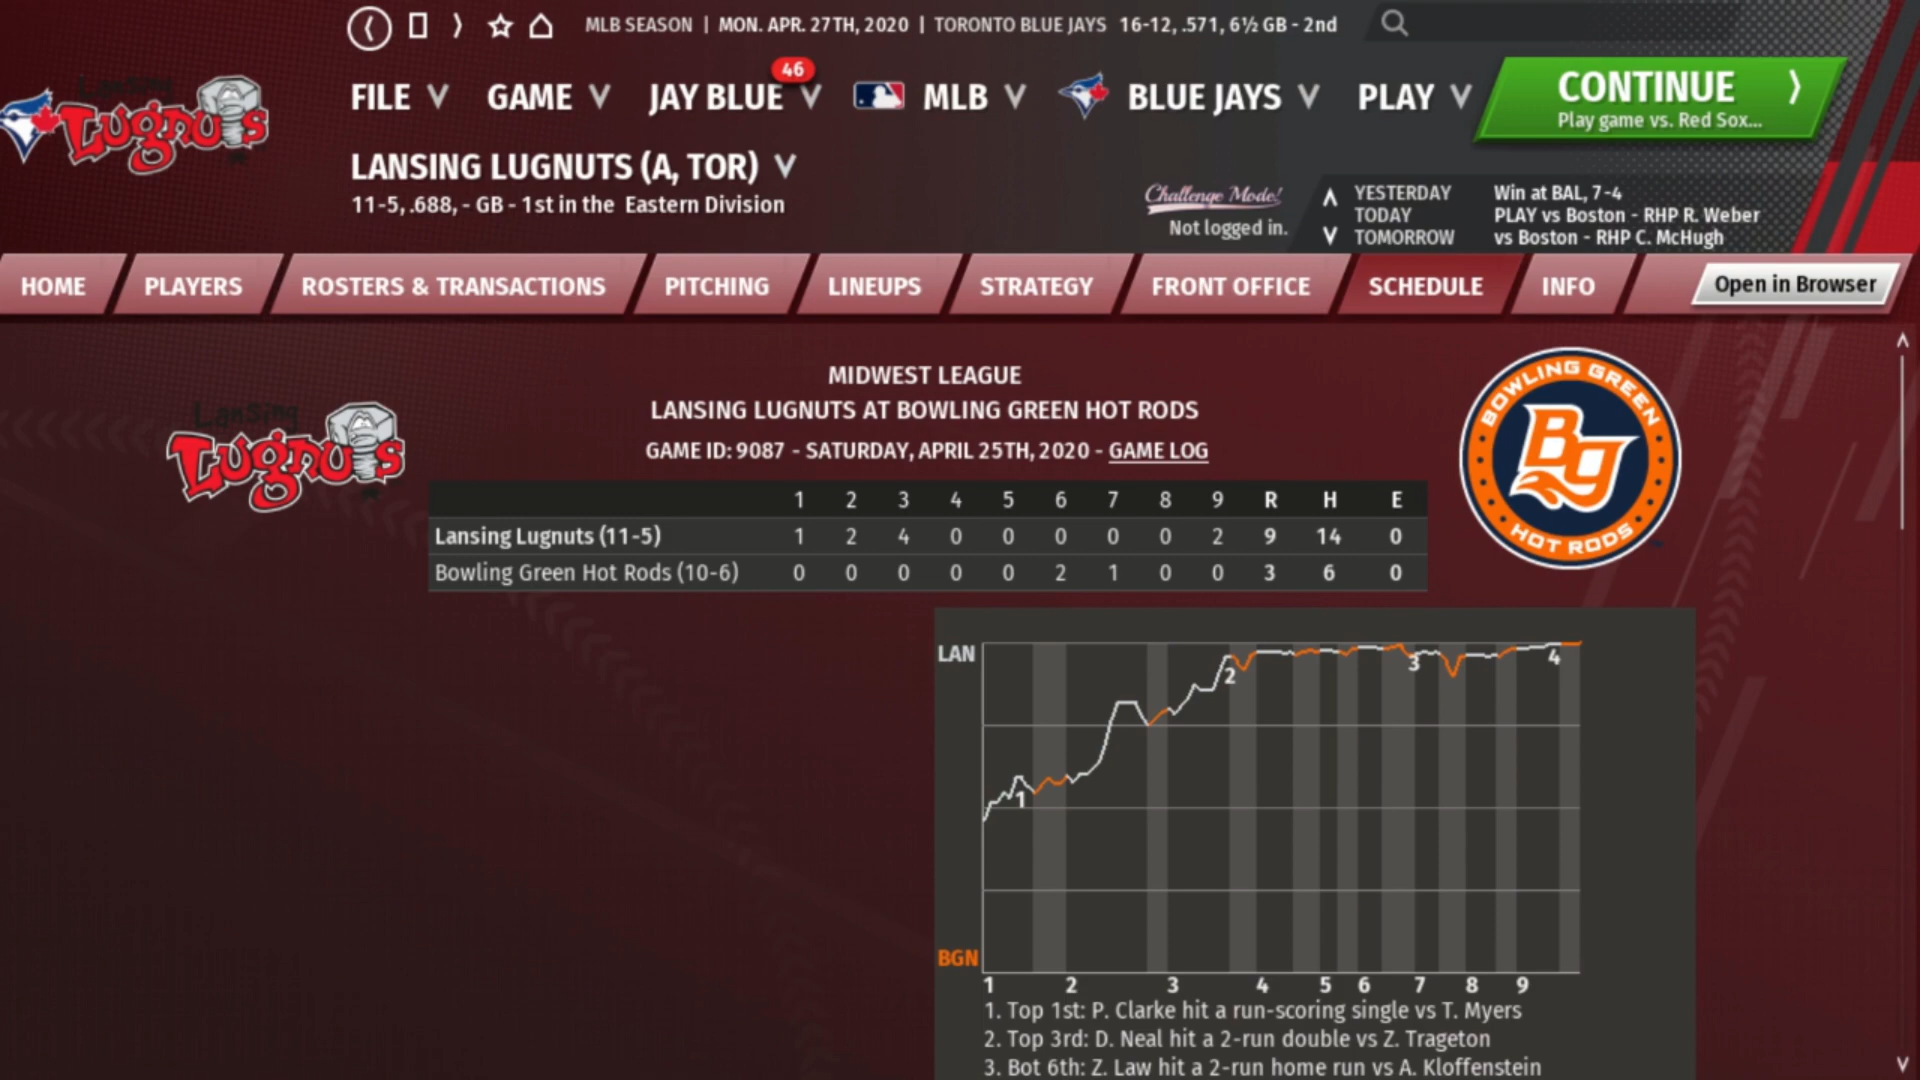 MLB SEASON | MON. APR. 27TH, 2020 | TORONTO BLUE JAYS 16-12, .571, 6½ GB - 2nd
46
FILE GAME JAY BLUE MLB BLUE JAYS PLAY
CONTINUE
Play game vs. Red Sox...
Lansing
Lugnuts
LANSING LUGNUTS (A, TOR)
11-5, .688, - GB - 1st in the Eastern Division
Challenge Mode!
Not logged in.
YESTERDAY Win at BAL, 7-4
TODAY PLAY vs Boston - RHP R. Weber
TOMORROW vs Boston - RHP C. McHugh
HOME PLAYERS ROSTERS & TRANSACTIONS PITCHING LINEUPS STRATEGY FRONT OFFICE SCHEDULE INFO Open in Browser
MIDWEST LEAGUE
LANSING LUGNUTS AT BOWLING GREEN HOT RODS
GAME ID: 9087 - SATURDAY, APRIL 25TH, 2020 - GAME LOG
Lansing
Lugnuts
BOWLING GREEN
BG
HOT RODS
1 2 3 4 5 6 7 8 9 R H E
Lansing Lugnuts (11-5) 1 2 4 0 0 0 0 0 2 9 14 0
Bowling Green Hot Rods (10-6) 0 0 0 0 0 2 1 0 0 3 6 0
LAN
1 2 3 4
BGN
1 2 3 4 5 6 7 8 9
1. Top 1st: P. Clarke hit a run-scoring single vs T. Myers
2. Top 3rd: D. Neal hit a 2-run double vs Z. Trageton
3. Bot 6th: Z. Law hit a 2-run home run vs A. Kloffenstein